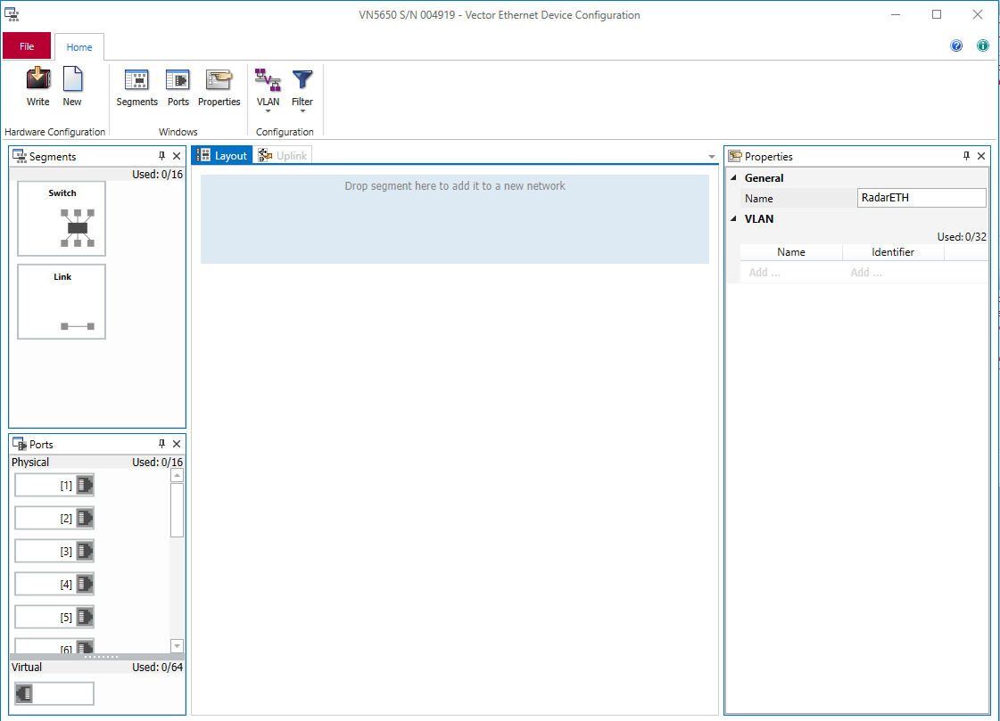 VN5650 S/N 004919 - Vector Ethernet Device Configuration
File
Home
Write
New
Segments
Ports
Properties
VLAN
Filter
Hardware Configuration
Windows
Configuration
Segments
Used: 0/16
Switch
Link
Ports
Physical
Used: 0/16
[1]
[2]
[3]
[4]
[5]
[6]
Virtual
Used: 0/64
Layout
Uplink
Drop segment here to add it to a new network
Properties
General
Name
RadarETH
VLAN
Used: 0/32
Name
Identifier
Add ...
Add ...